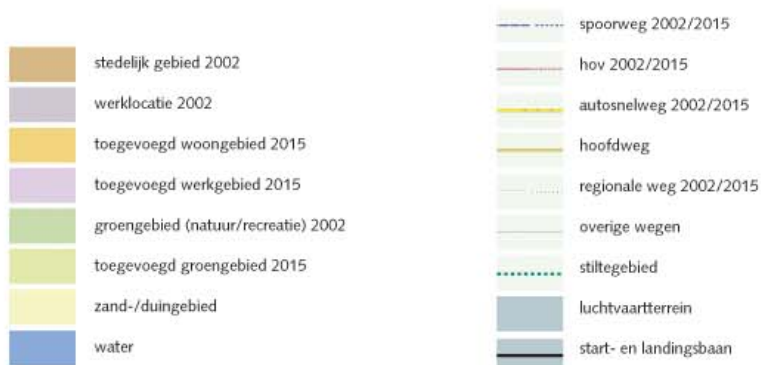 stedelijk gebied 2002
werklocatie 2002
toegevoegd woongebied 2015
toegevoegd werkgebied 2015
groengebied (natuur/recreatie) 2002
toegevoegd groengebied 2015
zand-/duingebied
water
spoorweg 2002/2015
hov 2002/2015
autosnelweg 2002/2015
hoofdweg
regionale weg 2002/2015
overige wegen
stiltegebied
luchtvaartterrein
start- en landingsbaan